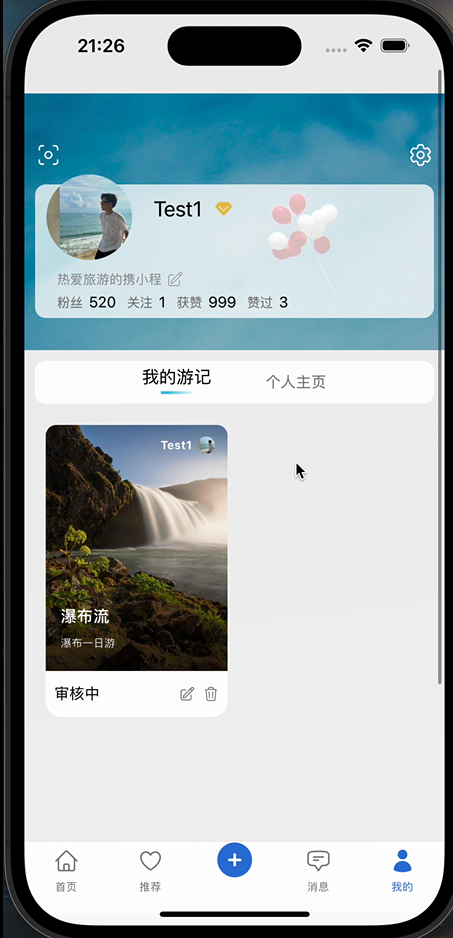 21:26
Test1
热爱旅游的携小程
粉丝 520 关注 1 获赞 999 赞过 3
我的游记 个人主页
Test1
瀑布流
瀑布一日游
审核中
首页 推荐 消息 我的